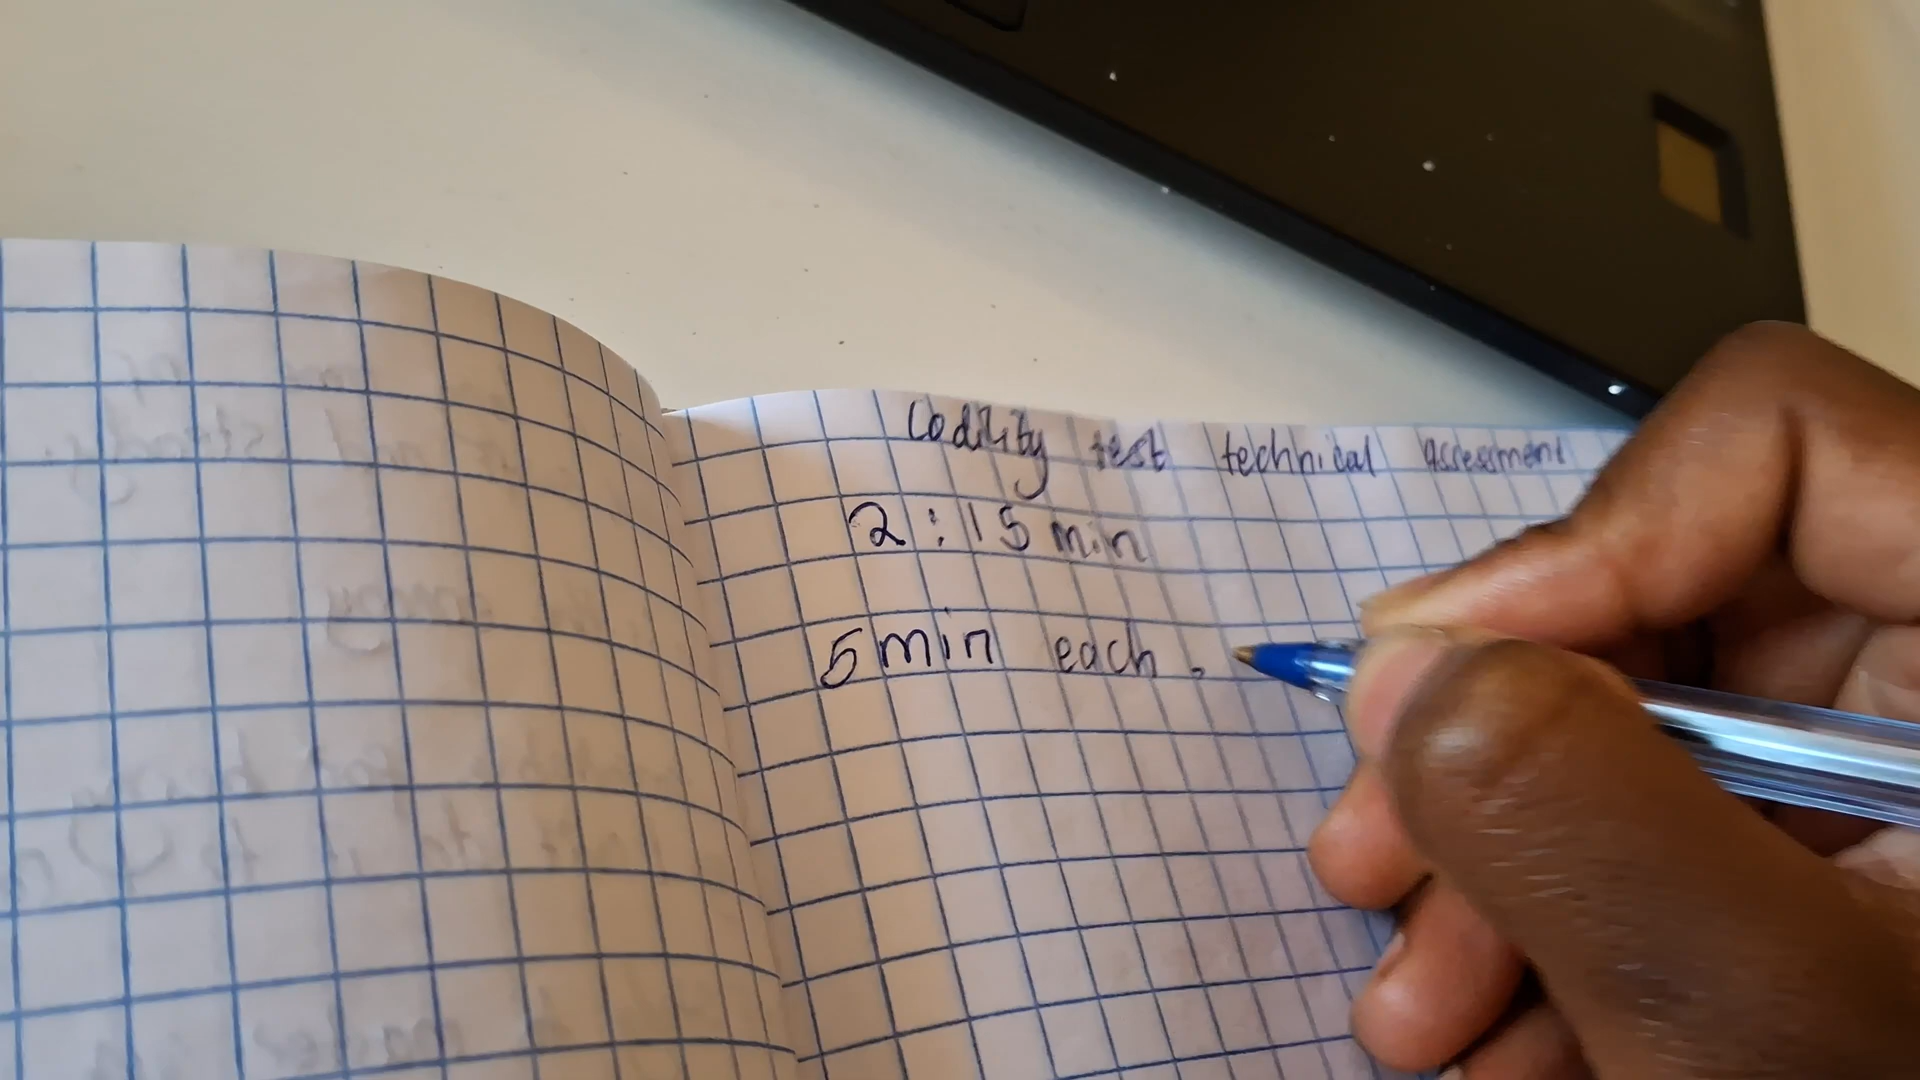 Codility test technical assessment
2:15 min
5min each.